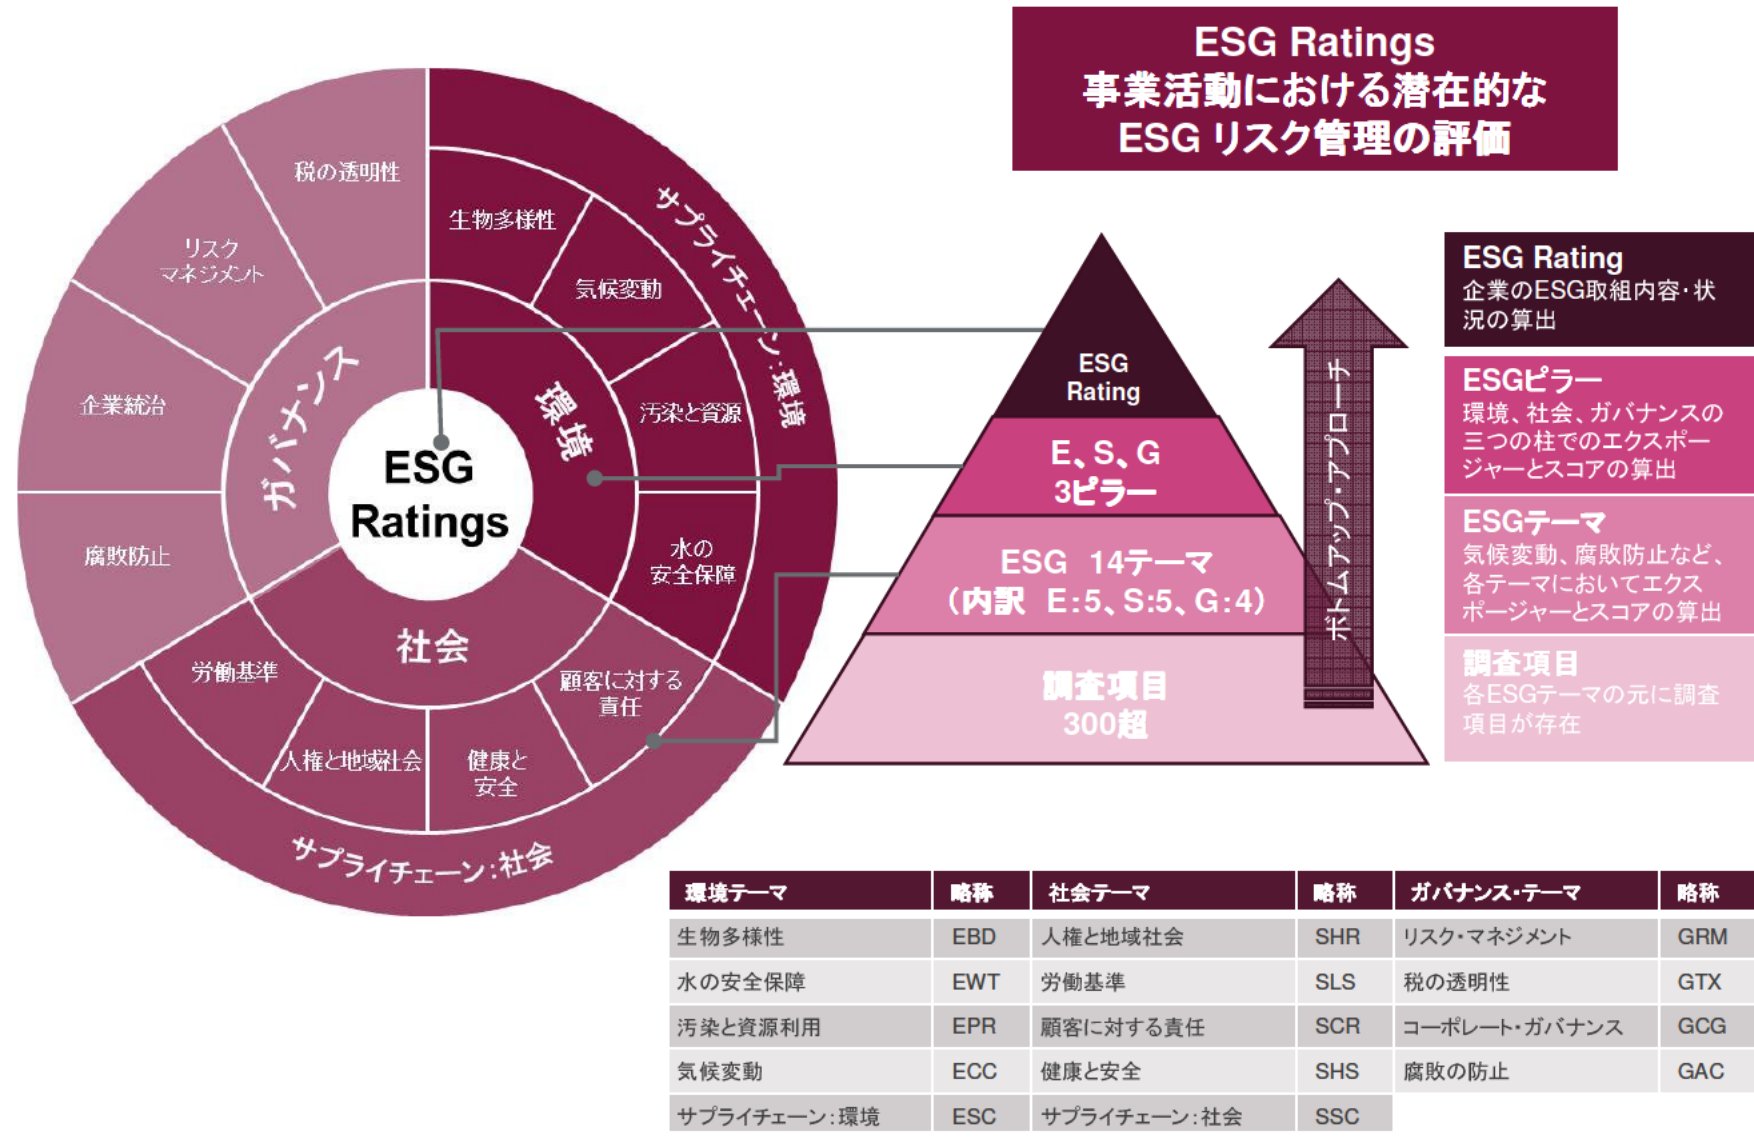 ESG Ratings
事業活動における潜在的な
ESG リスク管理の評価
税の透明性
リスク
マネジメント
企業統治
腐敗防止
ガバナンス
生物多様性
気候変動
汚染と資源
水の
安全保障
環境
サプライチェーン:環境
ESG
Ratings
社会
労働基準
人権と地域社会
健康と
安全
顧客に対する
責任
サプライチェーン:社会
ESG
Rating
E、S、G
3ピラー
ESG 14テーマ
(内訳 E:5、S:5、G:4)
調査項目
300超
ボトムアップ・アプローチ
ESG Rating
企業のESG取組内容・状
況の算出
ESGピラー
環境、社会、ガバナンスの
三つの柱でのエクスポー
ジャーとスコアの算出
ESGテーマ
気候変動、腐敗防止など、
各テーマにおいてエクス
ポージャーとスコアの算出
調査項目
各ESGテーマの元に調査
項目が存在
環境テーマ 略称 社会テーマ 略称 ガバナンス・テーマ 略称
生物多様性 EBD 人権と地域社会 SHR リスク・マネジメント GRM
水の安全保障 EWT 労働基準 SLS 税の透明性 GTX
汚染と資源利用 EPR 顧客に対する責任 SCR コーポレート・ガバナンス GCG
気候変動 ECC 健康と安全 SHS 腐敗の防止 GAC
サプライチェーン:環境 ESC サプライチェーン:社会 SSC